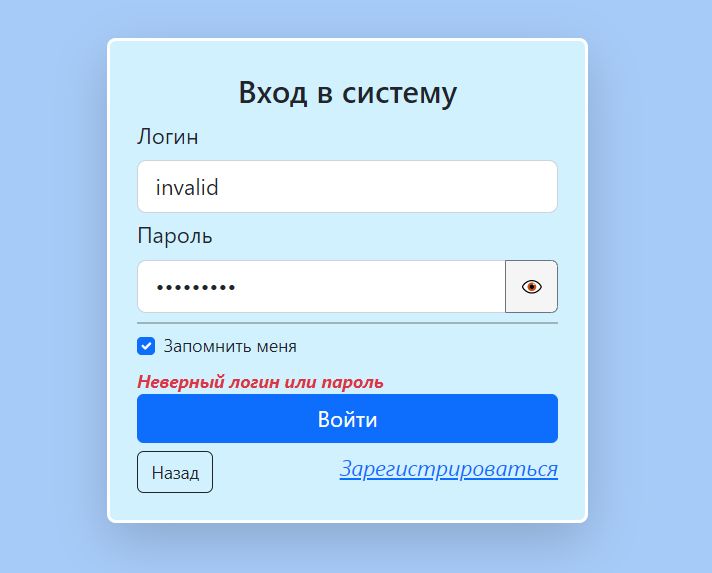 Вход в систему
Логин
invalid
Пароль
•••••••••
Запомнить меня
Неверный логин или пароль
Войти
Назад
Зарегистрироваться